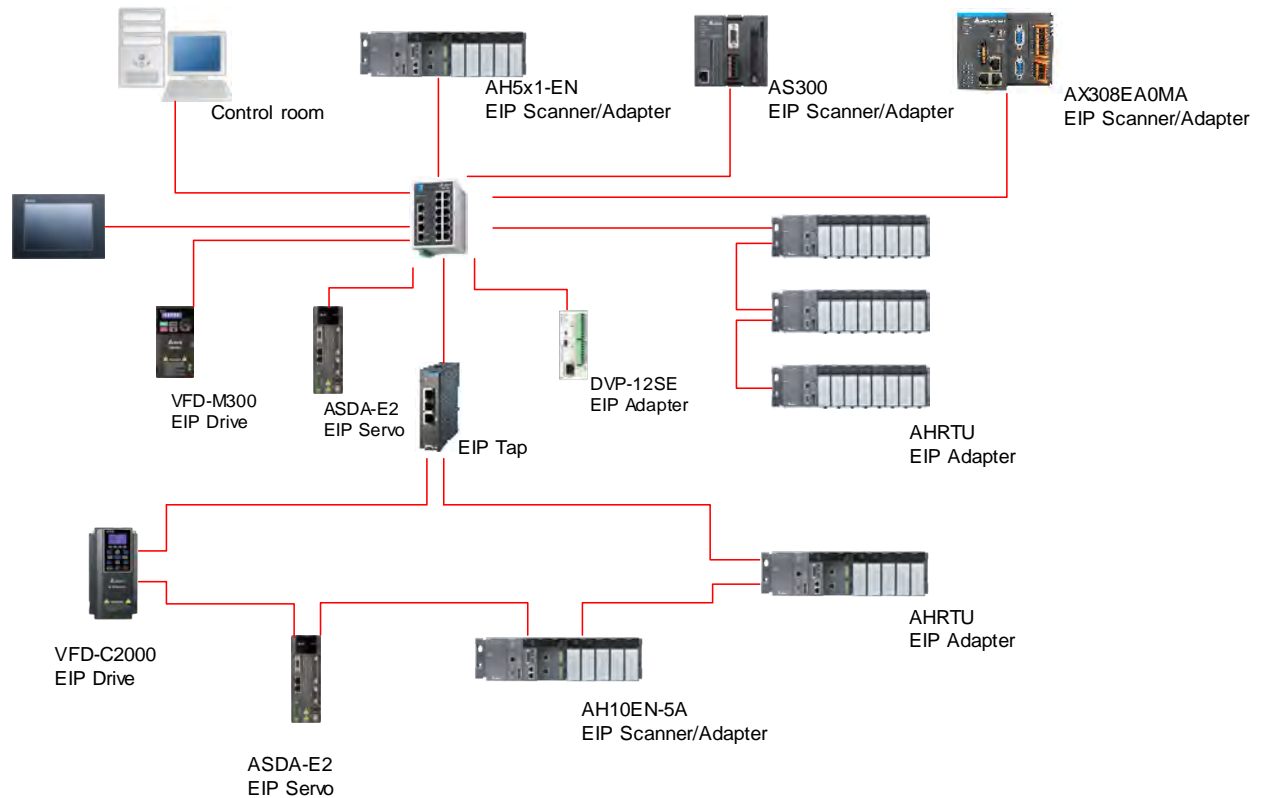 Control room
AH5x1-EN
EIP Scanner/Adapter
AS300
EIP Scanner/Adapter
AX308EA0MA
EIP Scanner/Adapter
VFD-M300
EIP Drive
ASDA-E2
EIP Servo
EIP Tap
DVP-12SE
EIP Adapter
AHRTU
EIP Adapter
VFD-C2000
EIP Drive
ASDA-E2
EIP Servo
AH10EN-5A
EIP Scanner/Adapter
AHRTU
EIP Adapter